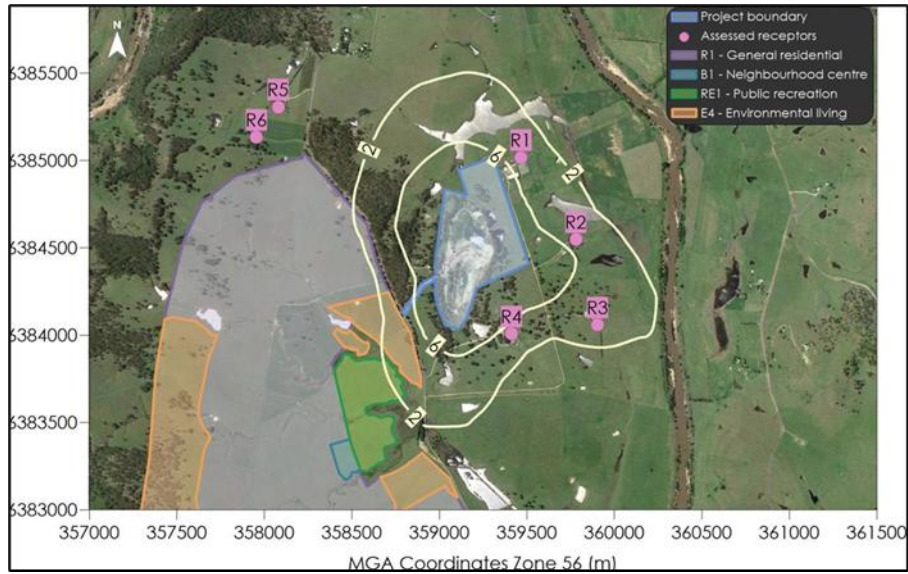 N
Project boundary
Assessed receptors
R1 - General residential
B1 - Neighbourhood centre
RE1 - Public recreation
E4 - Environmental living
6385500
6385000
6384500
6384000
6383500
6383000
R5
R6
R1
R2
R3
R4
2
6
2
6
2
357000 357500 358000 358500 359000 359500 360000 360500 361000 361500
MGA Coordinates Zone 56 (m)